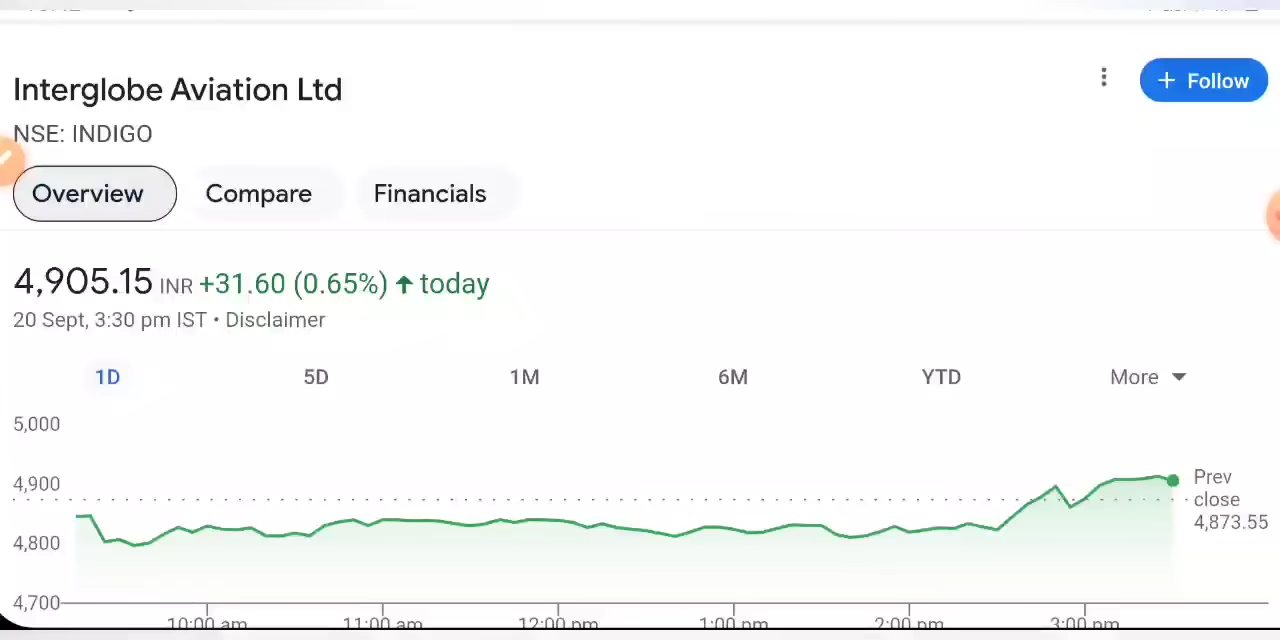 Interglobe Aviation Ltd
+ Follow
NSE: INDIGO
Overview Compare Financials
4,905.15 INR +31.60 (0.65%) ↑ today
20 Sept, 3:30 pm IST • Disclaimer
1D 5D 1M 6M YTD More
5,000
4,900
4,800
4,700
Prev
close
4,873.55
10:00 am 11:00 am 12:00 pm 1:00 pm 2:00 pm 3:00 pm